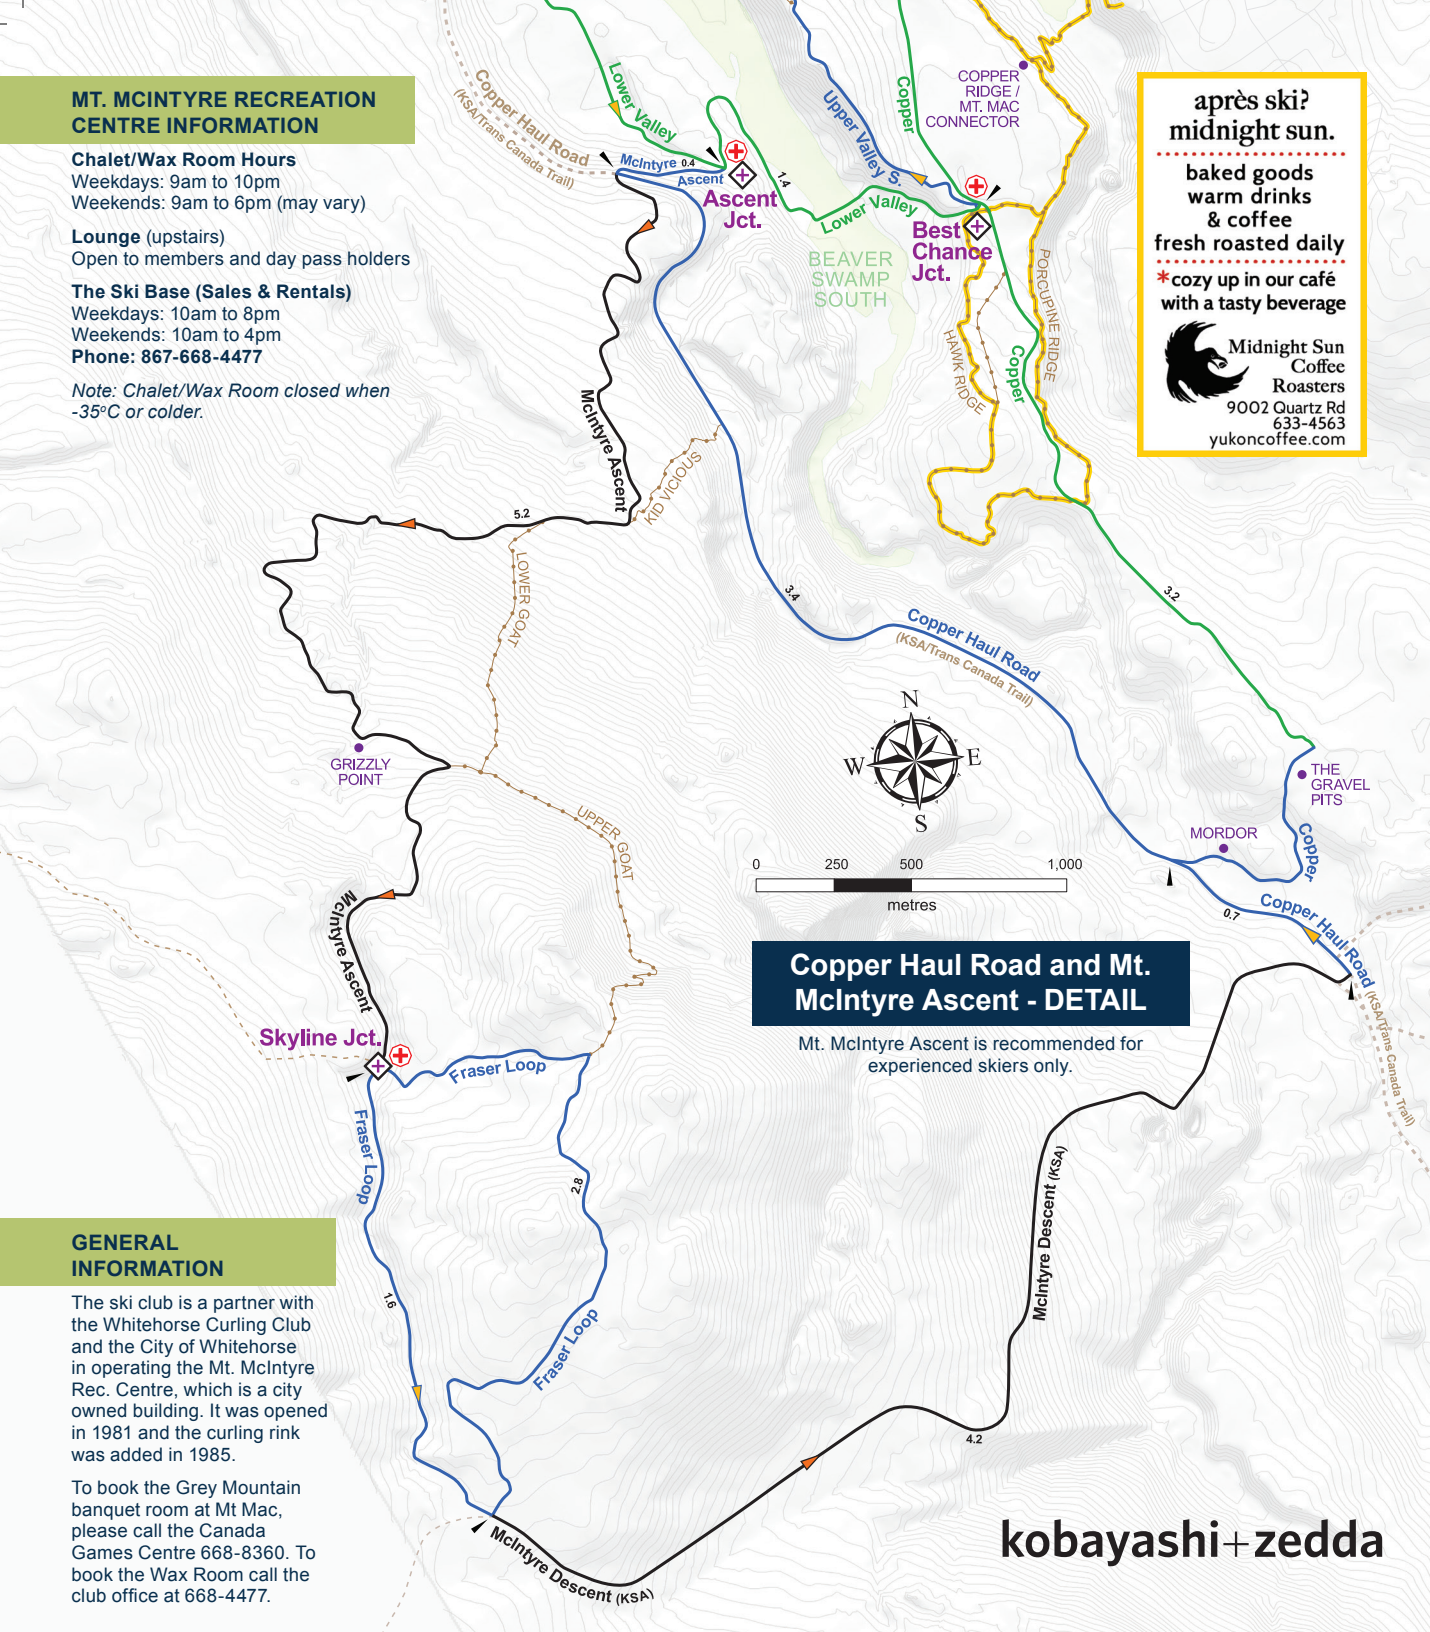 MT. MCINTYRE RECREATION
CENTRE INFORMATION
Chalet/Wax Room Hours
Weekdays: 9am to 10pm
Weekends: 9am to 6pm (may vary)
Lounge (upstairs)
Open to members and day pass holders
The Ski Base (Sales & Rentals)
Weekdays: 10am to 8pm
Weekends: 10am to 4pm
Phone: 867-668-4477
Note: Chalet/Wax Room closed when
-35°C or colder.
Copper Haul Road
(KSA/Trans Canada Trail)
Lower Valley
McIntyre
0.4
Ascent
Ascent
Jct.
1.4
Lower Valley
Upper Valley S.
Copper
COPPER
RIDGE /
MT. MAC
CONNECTOR
Best
Chance
Jct.
BEAVER
SWAMP
SOUTH
HAWK RIDGE
PORCUPINE RIDGE
Copper
après ski?
midnight sun.
baked goods
warm drinks
& coffee
fresh roasted daily
*cozy up in our café
with a tasty beverage
Midnight Sun
Coffee
Roasters
9002 Quartz Rd
633-4563
yukoncoffee.com
McIntyre Ascent
KID VICIOUS
5.2
LOWER GOAT
3.4
3.2
Copper Haul Road
(KSA/Trans Canada Trail)
GRIZZLY
POINT
UPPER GOAT
N
W
E
S
0
250
500
1,000
metres
THE
GRAVEL
PITS
MORDOR
Copper
Copper Haul Road
(KSA/Trans Canada Trail)
0.7
McIntyre Ascent
Copper Haul Road and Mt.
McIntyre Ascent - DETAIL
Mt. McIntyre Ascent is recommended for
experienced skiers only.
Skyline Jct.
Fraser Loop
Fraser Loop
2.8
1.6
Fraser Loop
McIntyre Descent (KSA)
4.2
McIntyre Descent (KSA)
GENERAL
INFORMATION
The ski club is a partner with
the Whitehorse Curling Club
and the City of Whitehorse
in operating the Mt. McIntyre
Rec. Centre, which is a city
owned building. It was opened
in 1981 and the curling rink
was added in 1985.
To book the Grey Mountain
banquet room at Mt Mac,
please call the Canada
Games Centre 668-8360. To
book the Wax Room call the
club office at 668-4477.
kobayashi+zedda